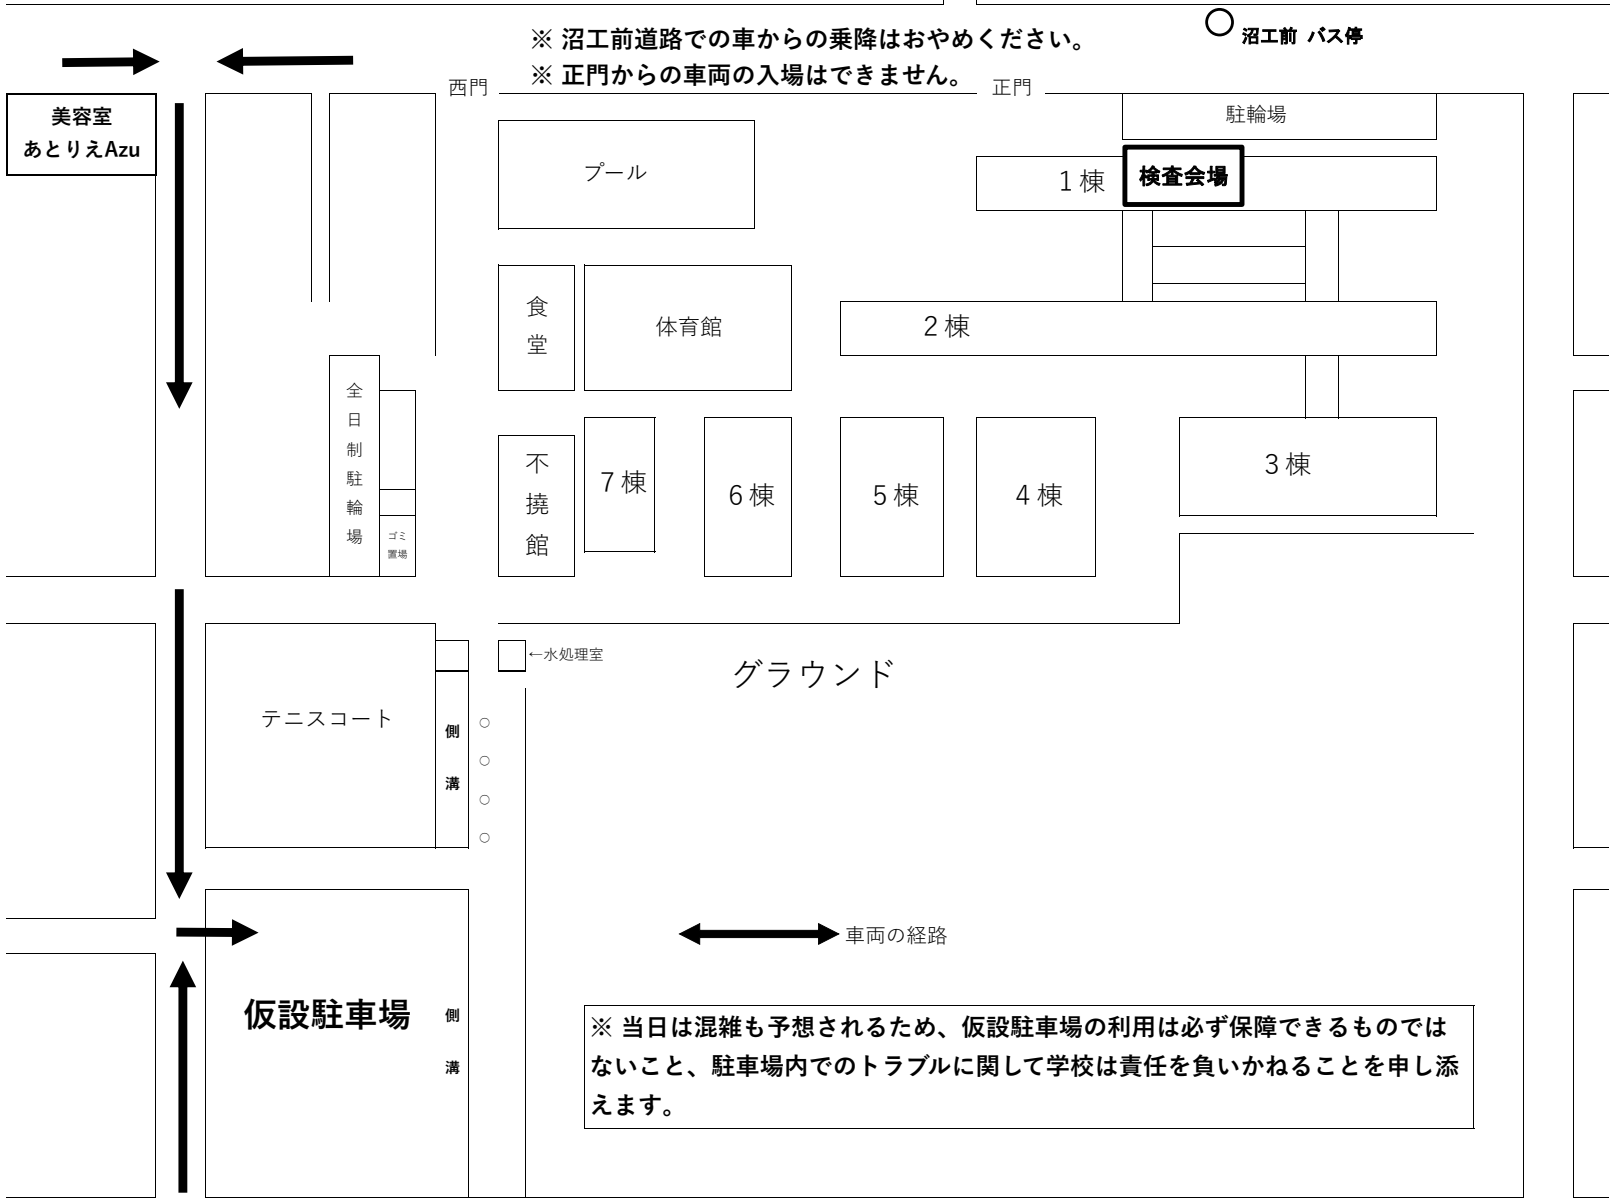 ※ 沼工前道路での車からの乗降はおやめください。
※ 正門からの車両の入場はできません。
沼工前 バス停
西門
正門
美容室
あとりえAzu
駐輪場
プール
1棟
検査会場
食堂
体育館
2棟
全日制駐輪場
ゴミ
置場
不撓館
7棟
6棟
5棟
4棟
3棟
←水処理室
グラウンド
テニスコート
側溝
車両の経路
仮設駐車場
側溝
※ 当日は混雑も予想されるため、仮設駐車場の利用は必ず保障できるものでは
ないこと、駐車場内でのトラブルに関して学校は責任を負いかねることを申し添
えます。